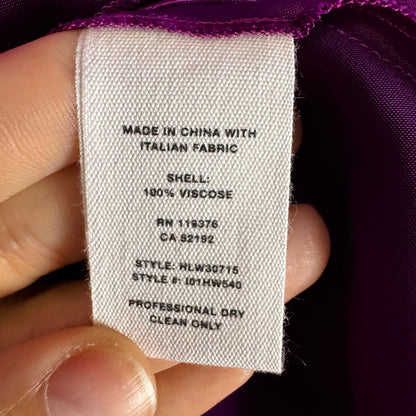 MADE IN CHINA WITH
ITALIAN FABRIC
SHELL:
100% VISCOSE
RN 119376
CA 52192
STYLE: HLW30715
STYLE #: I01HW540
PROFESSIONAL DRY
CLEAN ONLY